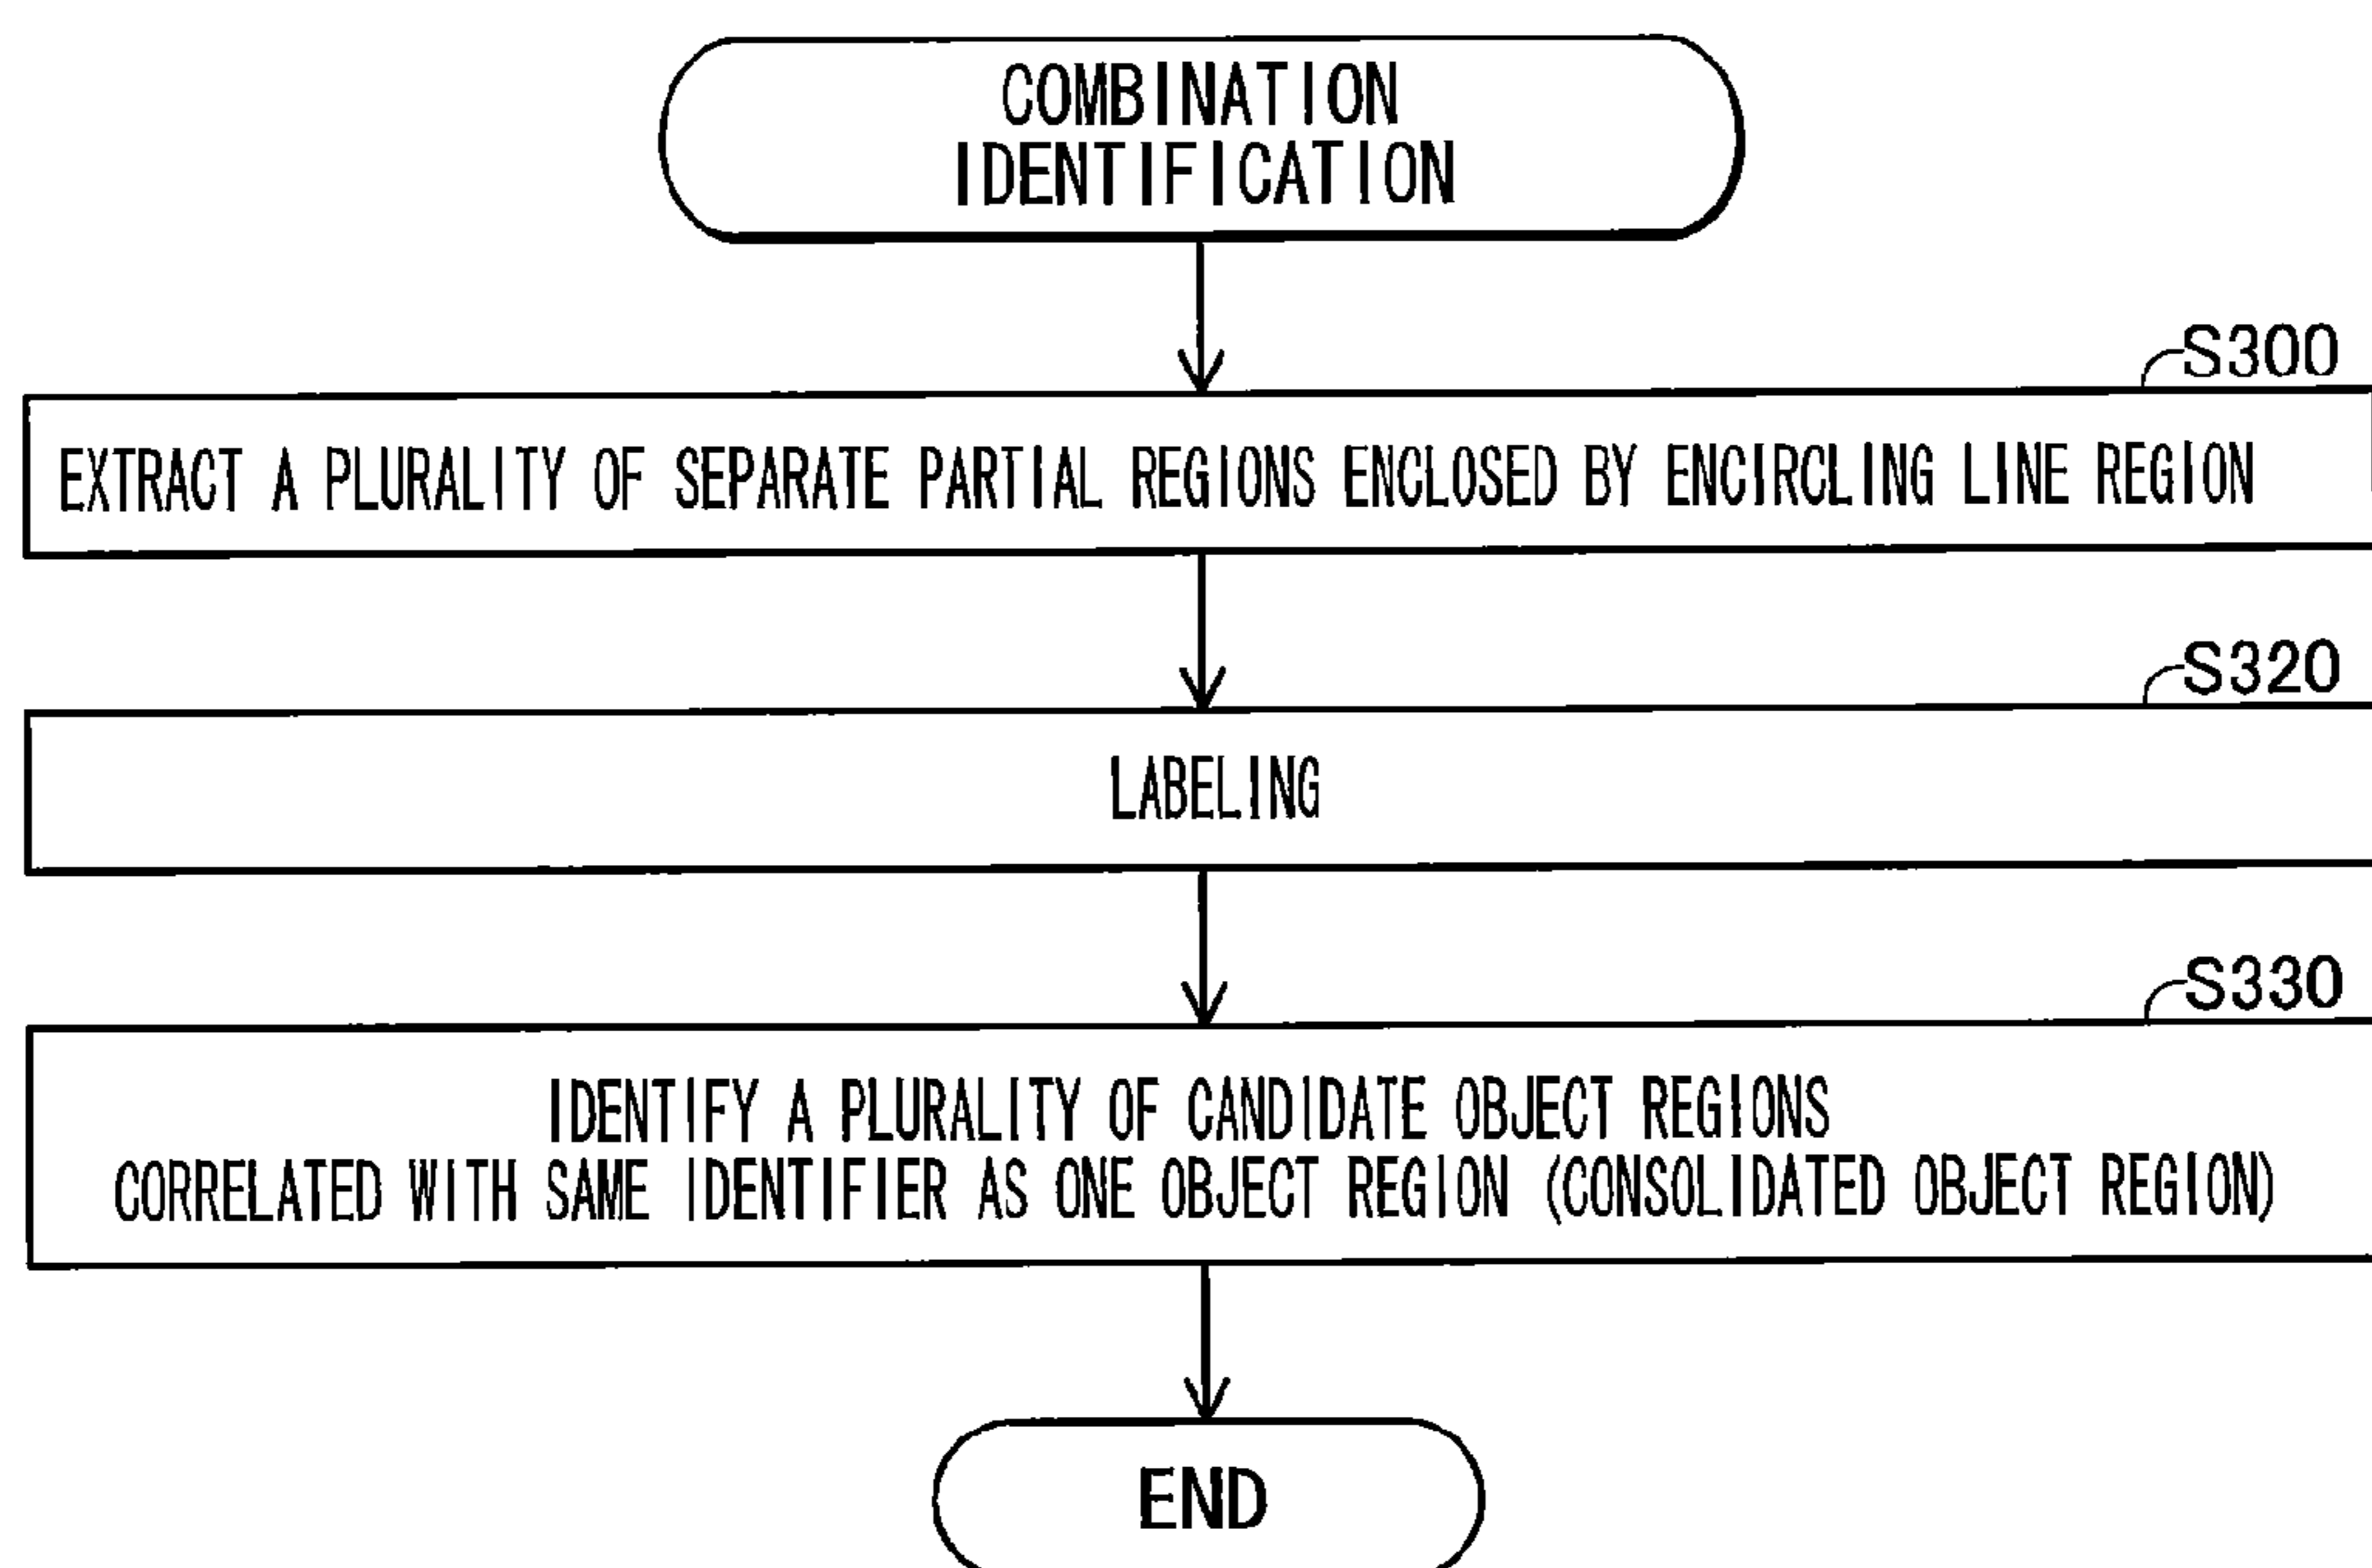 COMBINATION
IDENTIFICATION
S300
EXTRACT A PLURALITY OF SEPARATE PARTIAL REGIONS ENCLOSED BY ENCIRCLING LINE REGION
S320
LABELING
S330
IDENTIFY A PLURALITY OF CANDIDATE OBJECT REGIONS
CORRELATED WITH SAME IDENTIFIER AS ONE OBJECT REGION (CONSOLIDATED OBJECT REGION)
END